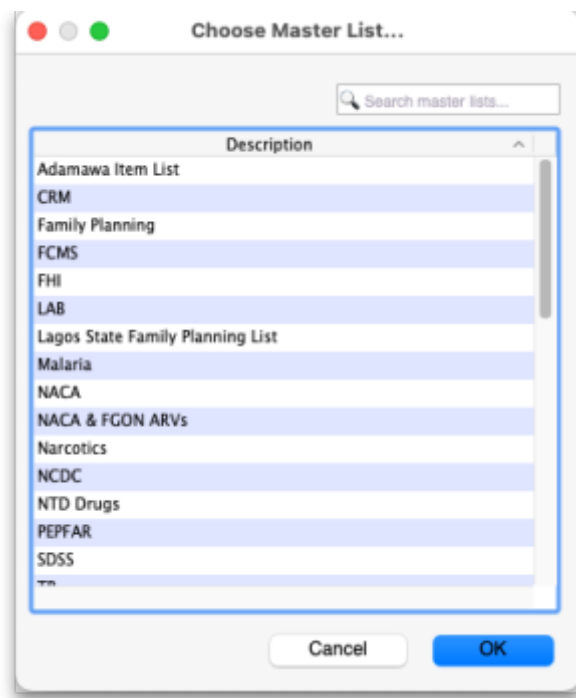 Choose Master List...
Search master lists...
Description
Adamawa Item List
CRM
Family Planning
FCMS
FHI
LAB
Lagos State Family Planning List
Malaria
NACA
NACA & FGON ARVs
Narcotics
NCDC
NTD Drugs
PEPFAR
SDSS
Cancel
OK